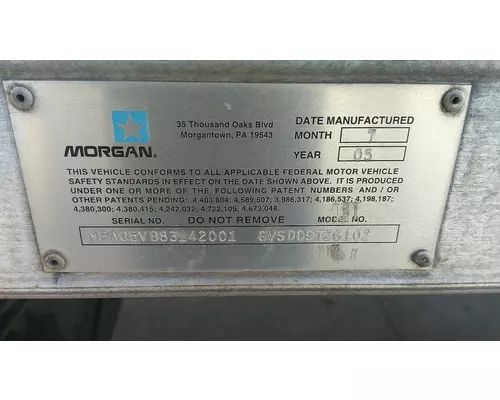 35 Thousand Oaks Blvd
Morgantown, PA 19543
MORGAN.
DATE MANUFACTURED
MONTH 7
YEAR 05
THIS VEHICLE CONFORMS TO ALL APPLICABLE FEDERAL MOTOR VEHICLE
SAFETY STANDARDS IN EFFECT ON THE DATE SHOWN ABOVE. IT IS PRODUCED
UNDER ONE OR MORE OF THE FOLLOWING PATENT NUMBERS AND / OR
OTHER PATENTS PENDING: 4,403,804; 4,589,507; 3,986,317; 4,186,537; 4,198,187;
4,380,300; 4,215,898; 4,242,032; 4,722,109; 4,673,048.
SERIAL NO. DO NOT REMOVE MODEL NO.